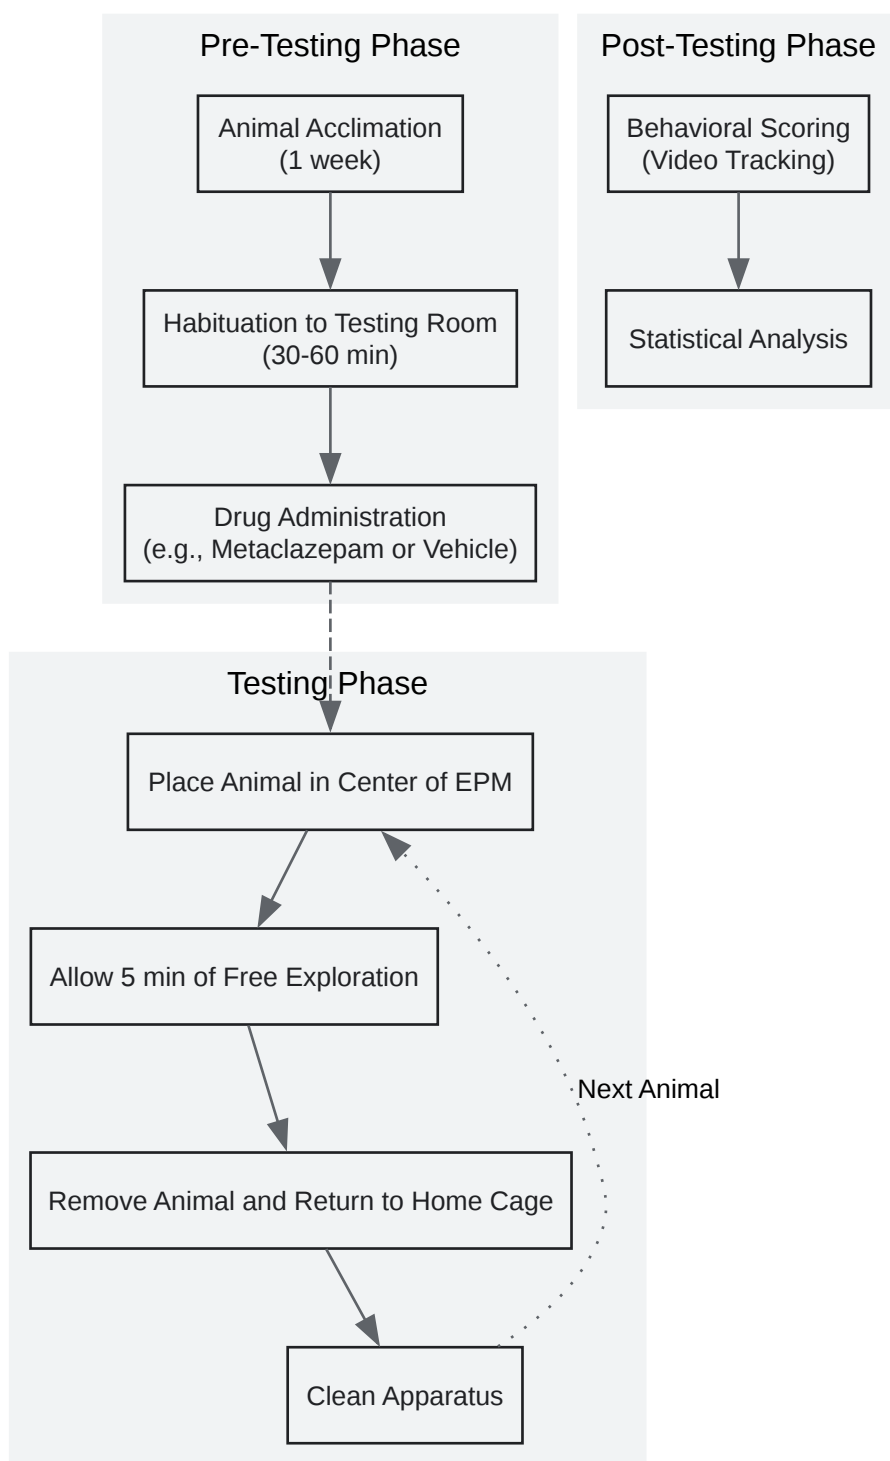 Pre-Testing Phase
Animal Acclimation
(1 week)
Habituation to Testing Room
(30-60 min)
Drug Administration
(e.g., Metaclazepam or Vehicle)
Post-Testing Phase
Behavioral Scoring
(Video Tracking)
Statistical Analysis
Testing Phase
Place Animal in Center of EPM
Allow 5 min of Free Exploration
Next Animal
Remove Animal and Return to Home Cage
Clean Apparatus